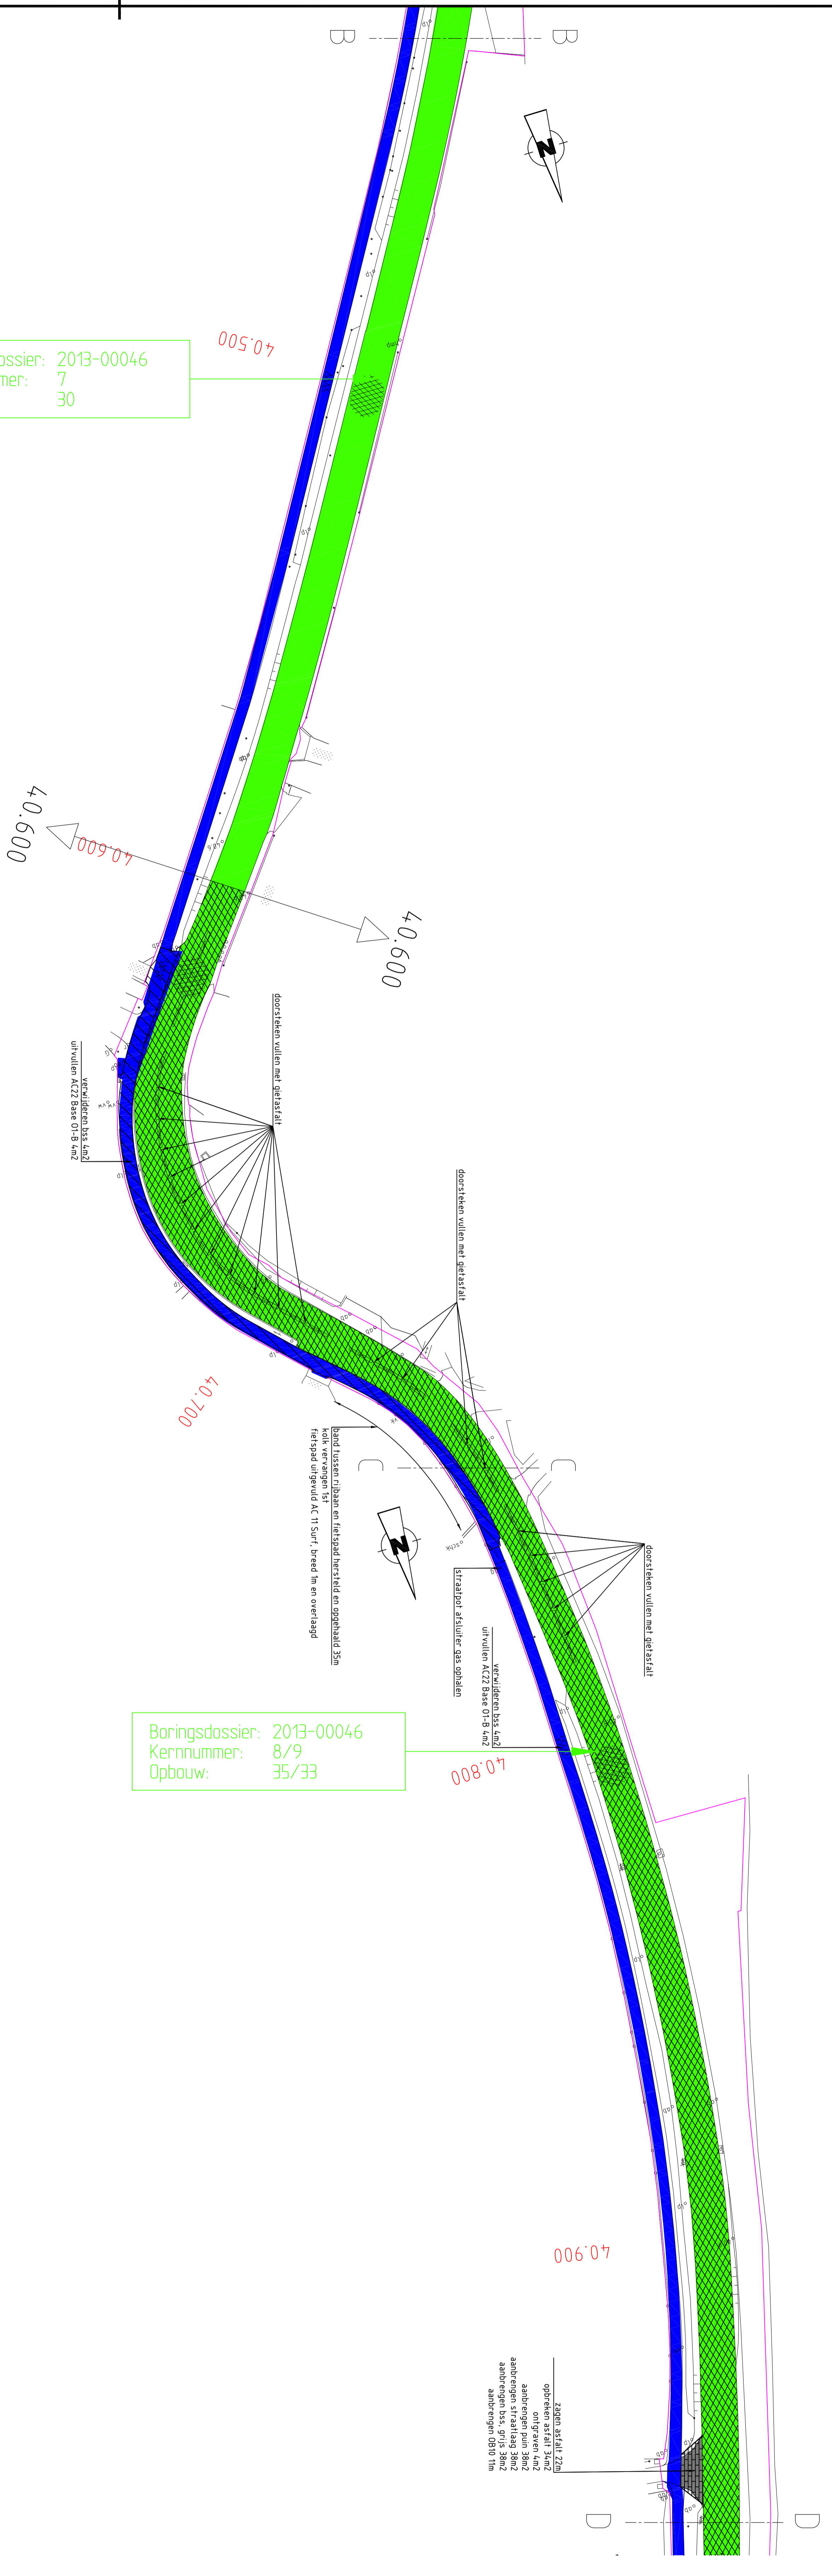 B B
N
40.500
ossier: 2013-00046
mer: 7
30
40.600
40.600
40.600
doorsteken vullen met gietasfalt
verwijderen bss 4m2
uitvullen AC22 Base 01-B 4m2
doorsteken vullen met gietasfalt
40.700
band tussen rijbaan en fietspad hersteld en opgehaald 35m
kolk vervangen 1st
fietspad uitgevuld AC 11 Surf, breed 1m en overlaagd
C C
N
doorsteken vullen met gietasfalt
straatpot afsluiter gas ophalen
verwijderen bss 4m2
uitvullen AC22 Base 01-B 4m2
Boringsdossier: 2013-00046
Kernnummer: 8/9
Opbouw: 35/33
40.800
40.900
zagen asfalt 22m
opbreken asfalt 34m2
ontgraven 4m2
aanbrengen puin 38m2
aanbrengen straatlaag 38m2
aanbrengen bss, grijs 38m2
aanbrengen OB10 11m
D D